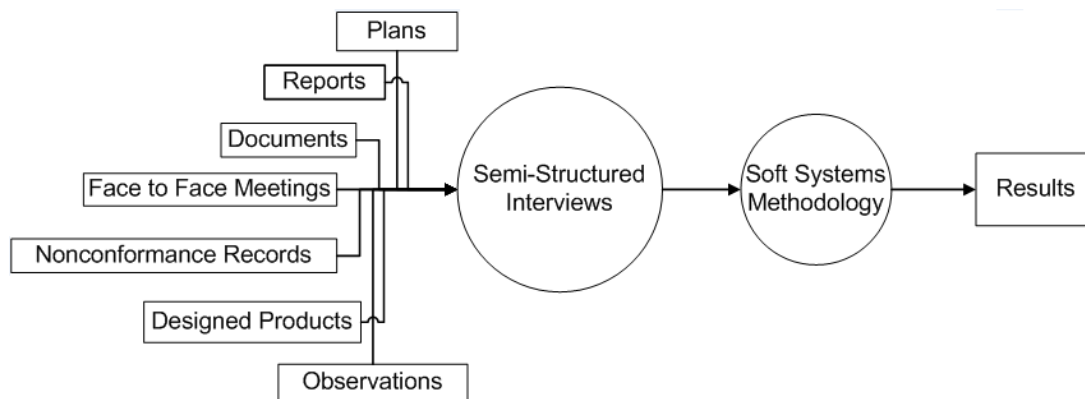 Plans
Reports
Documents
Face to Face Meetings
Nonconformance Records
Designed Products
Observations
Semi-Structured
Interviews
Soft Systems
Methodology
Results